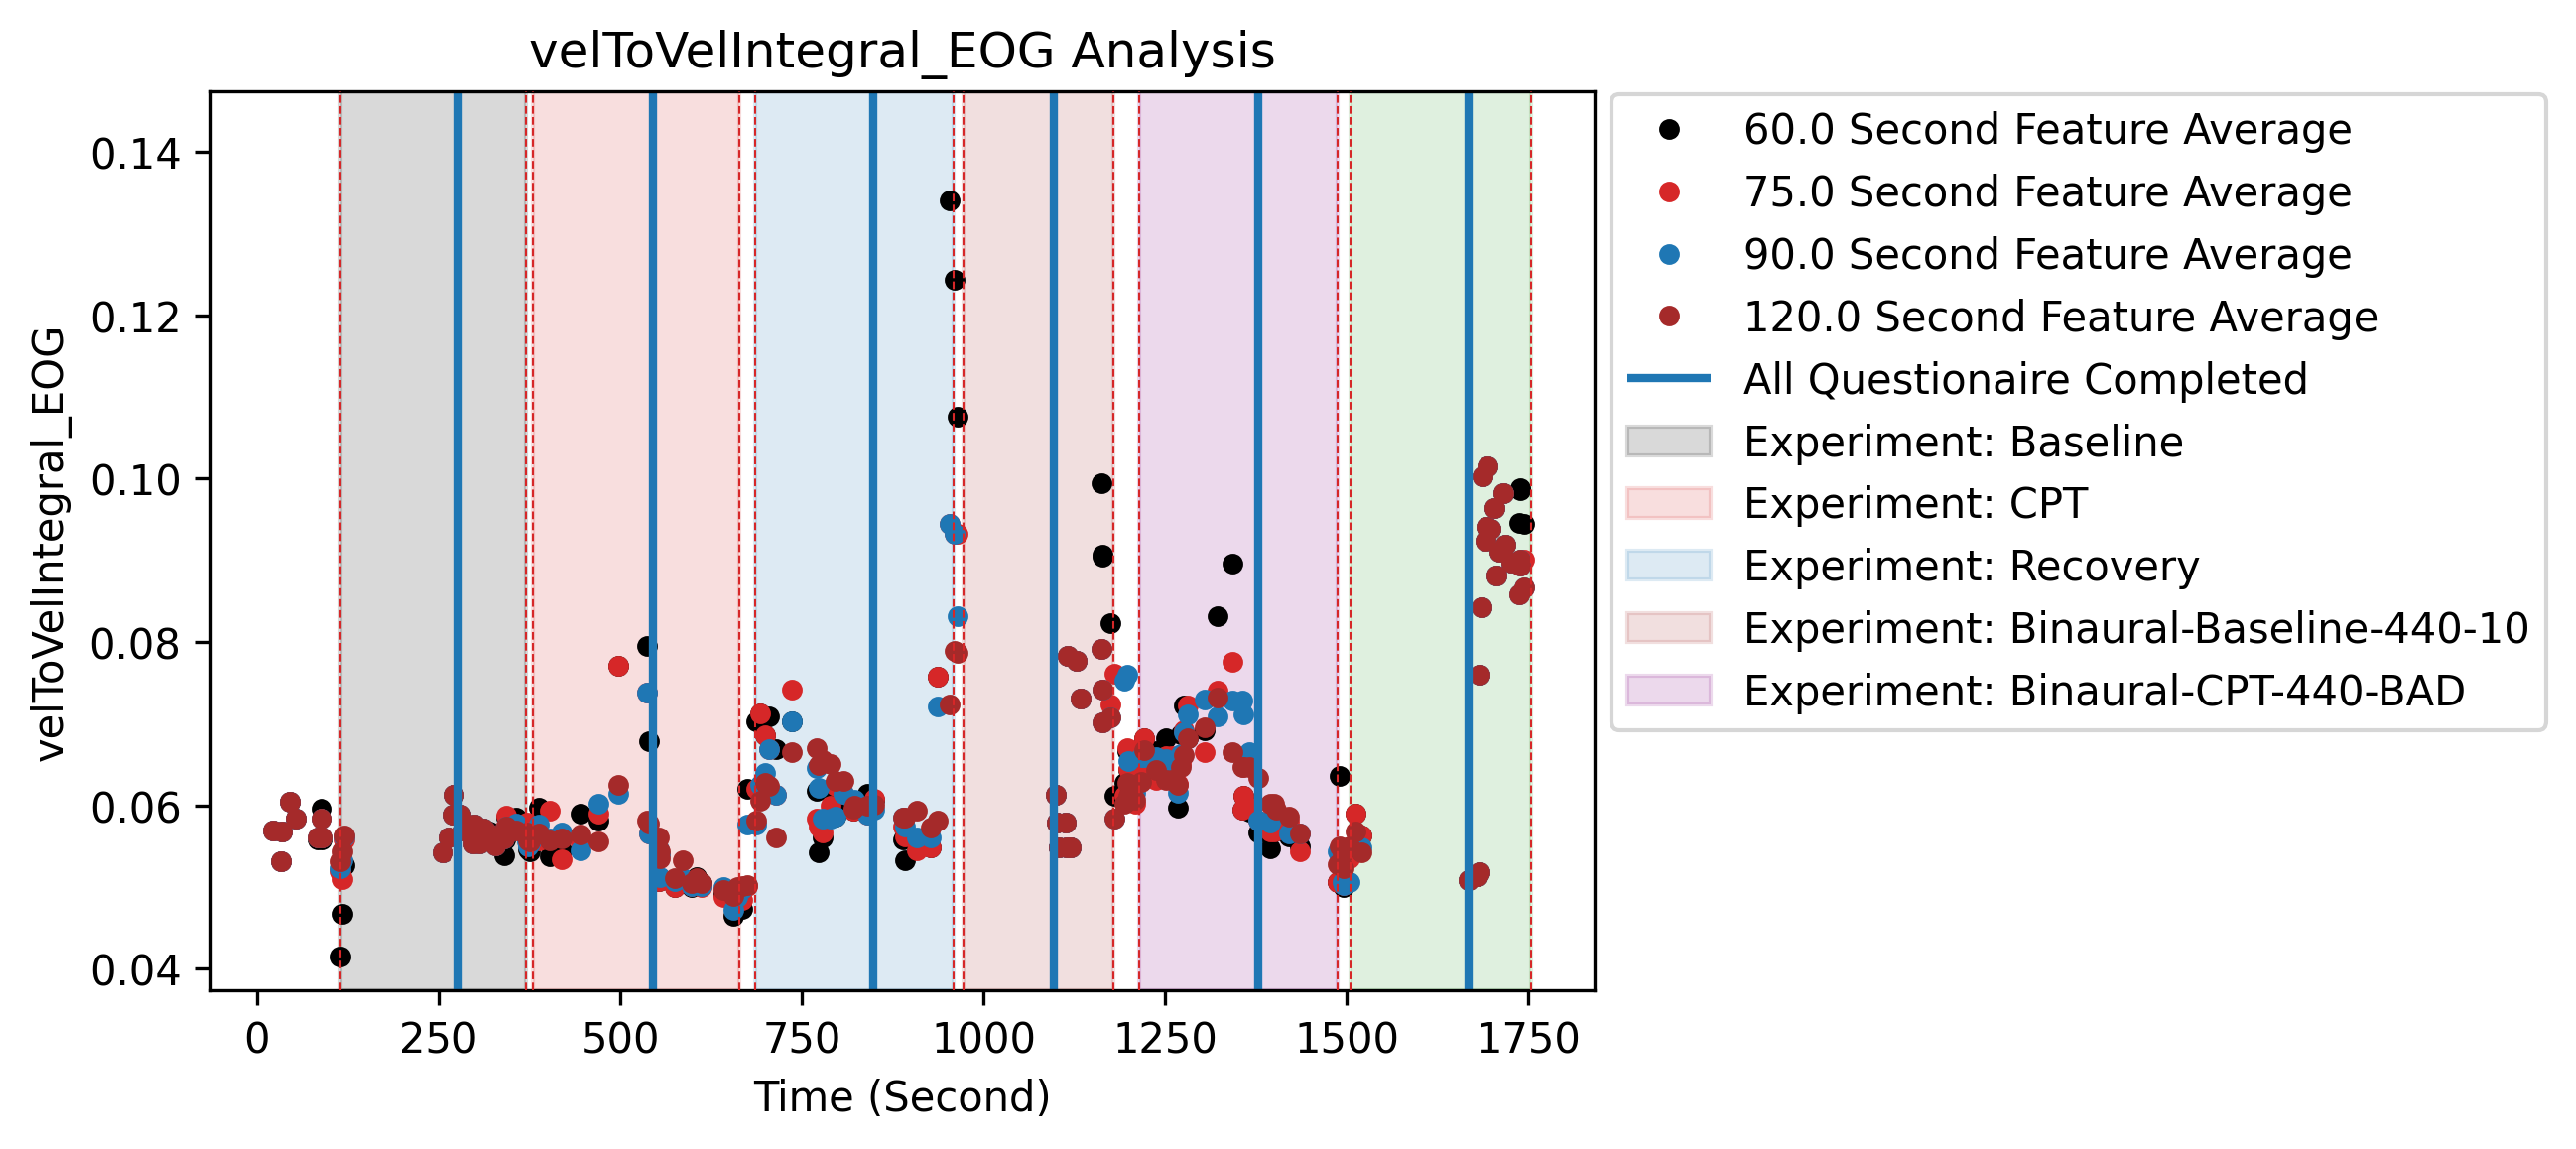 velToVelIntegral_EOG Analysis
velToVelIntegral_EOG
0.14
0.12
0.10
0.08
0.06
0.04
0 250 500 750 1000 1250 1500 1750
Time (Second)
60.0 Second Feature Average
75.0 Second Feature Average
90.0 Second Feature Average
120.0 Second Feature Average
All Questionaire Completed
Experiment: Baseline
Experiment: CPT
Experiment: Recovery
Experiment: Binaural-Baseline-440-10
Experiment: Binaural-CPT-440-BAD